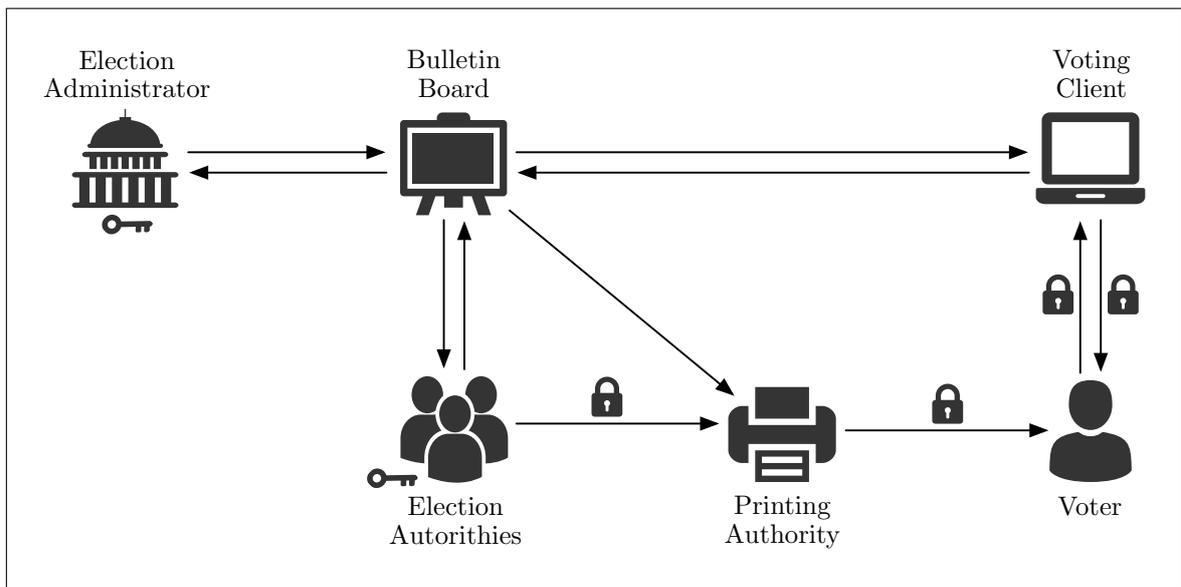 Election
Administrator
Bulletin
Board
Voting
Client
Election
Autorithies
Printing
Authority
Voter